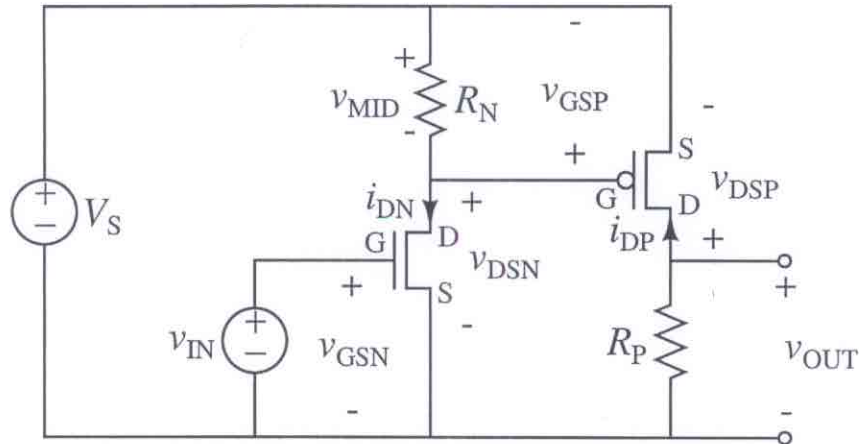 + - -
v_MID R_N v_GSP
- + S
G v_DSP
+ V_S i_DN + i_DP D
- G D +
+ v_DSN
S +
v_IN + v_GSN - R_P v_OUT
- - -